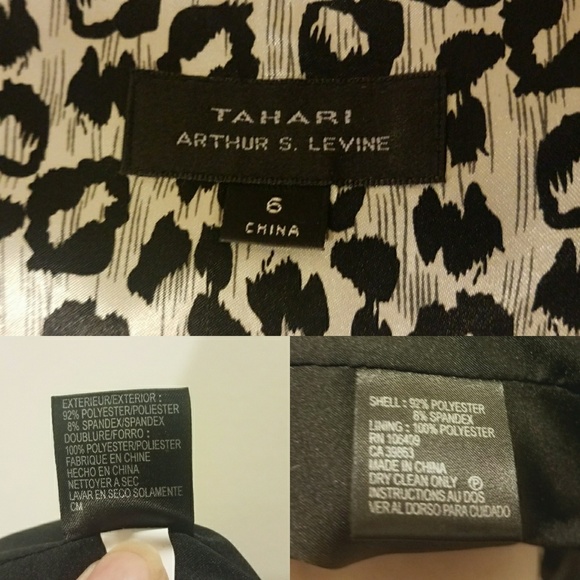 TAHARI
ARTHUR S. LEVINE
6
CHINA
EXTERIEUR/EXTERIOR :
92% POLYESTER/POLIESTER
8% SPANDEX/SPANDEX
DOUBLURE/FORRO :
100% POLYESTER/POLIESTER
FABRIQUE EN CHINE
HECHO EN CHINA
NETTOYER A SEC
LAVAR EN SECO SOLAMENTE
CM
SHELL : 92% POLYESTER
8% SPANDEX
LINING : 100% POLYESTER
RN 106409
CA 39863
MADE IN CHINA
DRY CLEAN ONLY Ⓟ
INSTRUCTIONS AU DOS
VER AL DORSO PARA CUIDADO